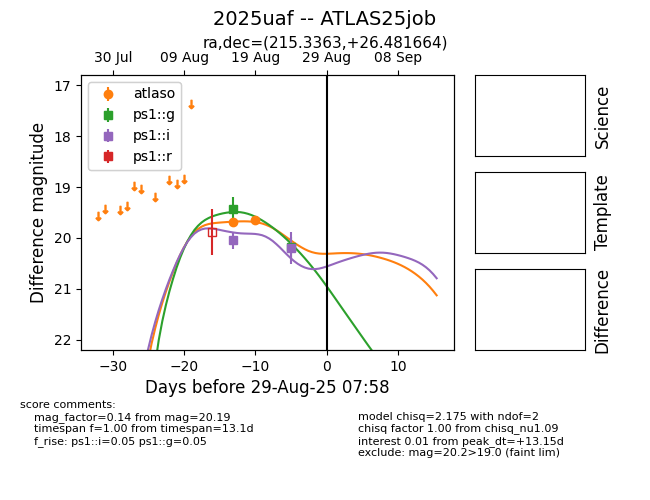 2025uaf -- ATLAS25job
ra,dec=(215.3363,+26.481664)
30 Jul 09 Aug 19 Aug 29 Aug 08 Sep
17
18
19
20
21
22
Difference magnitude
atlaso
ps1::g
ps1::i
ps1::r
−30 −20 −10 0 10
Days before 29-Aug-25 07:58
Science
Template
Difference
score comments:
mag_factor=0.14 from mag=20.19
timespan f=1.00 from timespan=13.1d
f_rise: ps1::i=0.05 ps1::g=0.05
model chisq=2.175 with ndof=2
chisq factor 1.00 from chisq_nu1.09
interest 0.01 from peak_dt=+13.15d
exclude: mag=20.2>19.0 (faint lim)